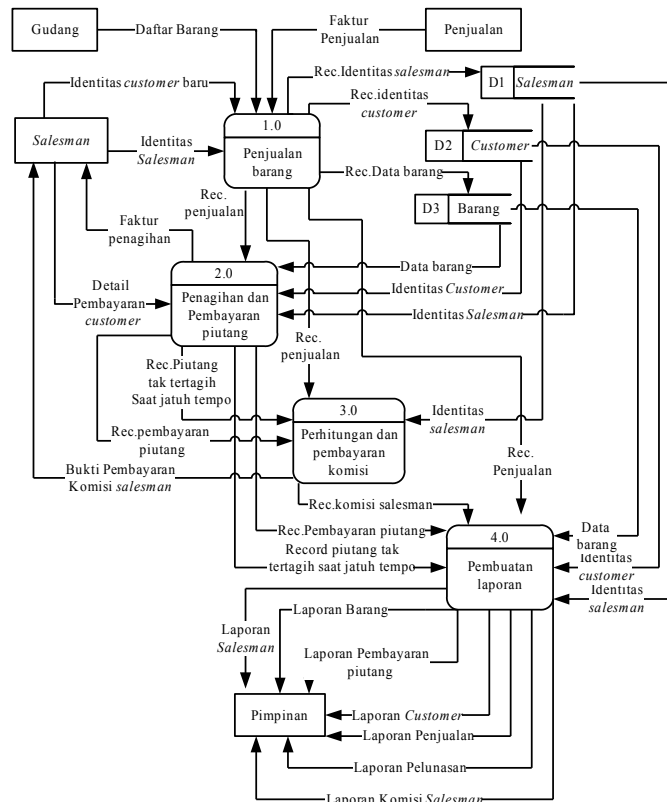 Gudang
Daftar Barang
Faktur
Penjualan
Penjualan
Rec.Identitas salesman
D1
Salesman
Identitas customer baru
Rec.identitas
customer
Salesman
Identitas
Salesman
1.0
Penjualan
barang
D2
Customer
Rec.Data barang
D3
Barang
Rec.
penjualan
Faktur
penagihan
2.0
Penagihan dan
Pembayaran
piutang
Data barang
Identitas Customer
Identitas Salesman
Detail
Pembayaran
customer
Rec.
penjualan
Rec.Piutang
tak tertagih
Saat jatuh tempo
3.0
Perhitungan dan
pembayaran
komisi
Identitas
salesman
Rec.pembayaran
piutang
Rec.
Penjualan
Bukti Pembayaran
Komisi salesman
Rec.komisi salesman
Rec.Pembayaran piutang
Record piutang tak
tertagih saat jatuh tempo
4.0
Pembuatan
laporan
Data
barang
Identitas
customer
Identitas
salesman
Laporan Barang
Laporan
Salesman
Laporan Pembayaran
piutang
Pimpinan
Laporan Customer
Laporan Penjualan
Laporan Pelunasan
Laporan Komisi Salesman